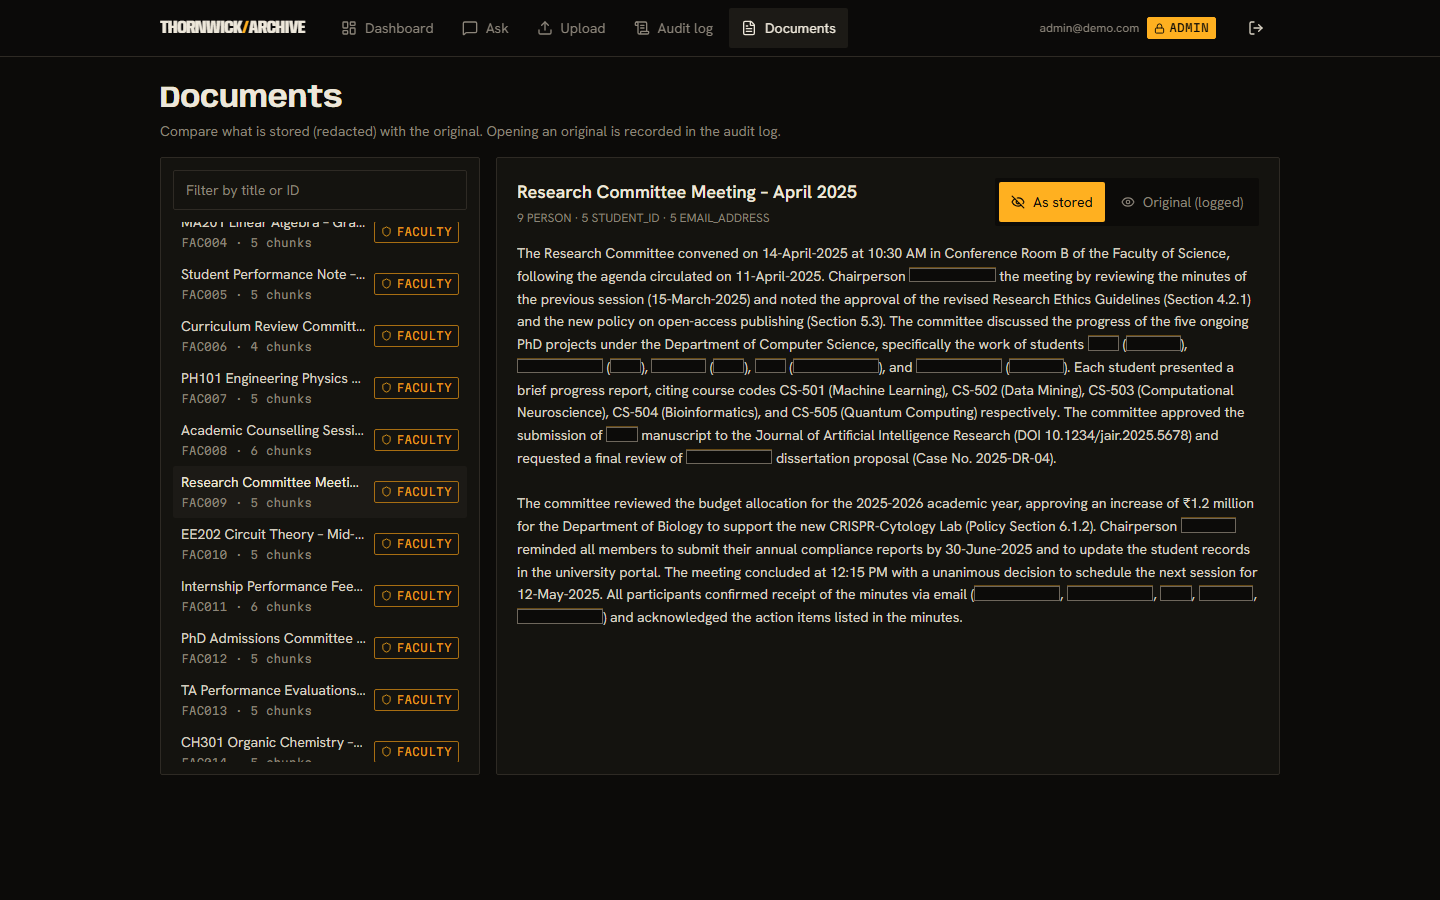 THORNWICK/ARCHIVE
Dashboard
Ask
Upload
Audit log
Documents
admin@demo.com
ADMIN
Documents
Compare what is stored (redacted) with the original. Opening an original is recorded in the audit log.
Filter by title or ID
MA201 Linear Algebra – Gra...
FAC004 · 5 chunks
FACULTY
Student Performance Note –...
FAC005 · 5 chunks
FACULTY
Curriculum Review Committ...
FAC006 · 4 chunks
FACULTY
PH101 Engineering Physics ...
FAC007 · 5 chunks
FACULTY
Academic Counselling Sessi...
FAC008 · 6 chunks
FACULTY
Research Committee Meeti...
FAC009 · 5 chunks
FACULTY
EE202 Circuit Theory – Mid-...
FAC010 · 5 chunks
FACULTY
Internship Performance Fee...
FAC011 · 6 chunks
FACULTY
PhD Admissions Committee ...
FAC012 · 5 chunks
FACULTY
TA Performance Evaluations...
FAC013 · 5 chunks
FACULTY
CH301 Organic Chemistry –...
FAC014 · 5 chunks
FACULTY
Research Committee Meeting – April 2025
9 PERSON · 5 STUDENT_ID · 5 EMAIL_ADDRESS
As stored
Original (logged)
The Research Committee convened on 14-April-2025 at 10:30 AM in Conference Room B of the Faculty of Science,
following the agenda circulated on 11-April-2025. Chairperson the meeting by reviewing the minutes of
the previous session (15-March-2025) and noted the approval of the revised Research Ethics Guidelines (Section 4.2.1)
and the new policy on open-access publishing (Section 5.3). The committee discussed the progress of the five ongoing
PhD projects under the Department of Computer Science, specifically the work of students ( ),
( ), ( ), ( ), and ( ). Each student presented a
brief progress report, citing course codes CS-501 (Machine Learning), CS-502 (Data Mining), CS-503 (Computational
Neuroscience), CS-504 (Bioinformatics), and CS-505 (Quantum Computing) respectively. The committee approved the
submission of manuscript to the Journal of Artificial Intelligence Research (DOI 10.1234/jair.2025.5678) and
requested a final review of dissertation proposal (Case No. 2025-DR-04).
The committee reviewed the budget allocation for the 2025-2026 academic year, approving an increase of ₹1.2 million
for the Department of Biology to support the new CRISPR-Cytology Lab (Policy Section 6.1.2). Chairperson
reminded all members to submit their annual compliance reports by 30-June-2025 and to update the student records
in the university portal. The meeting concluded at 12:15 PM with a unanimous decision to schedule the next session for
12-May-2025. All participants confirmed receipt of the minutes via email ( , , , ,
) and acknowledged the action items listed in the minutes.